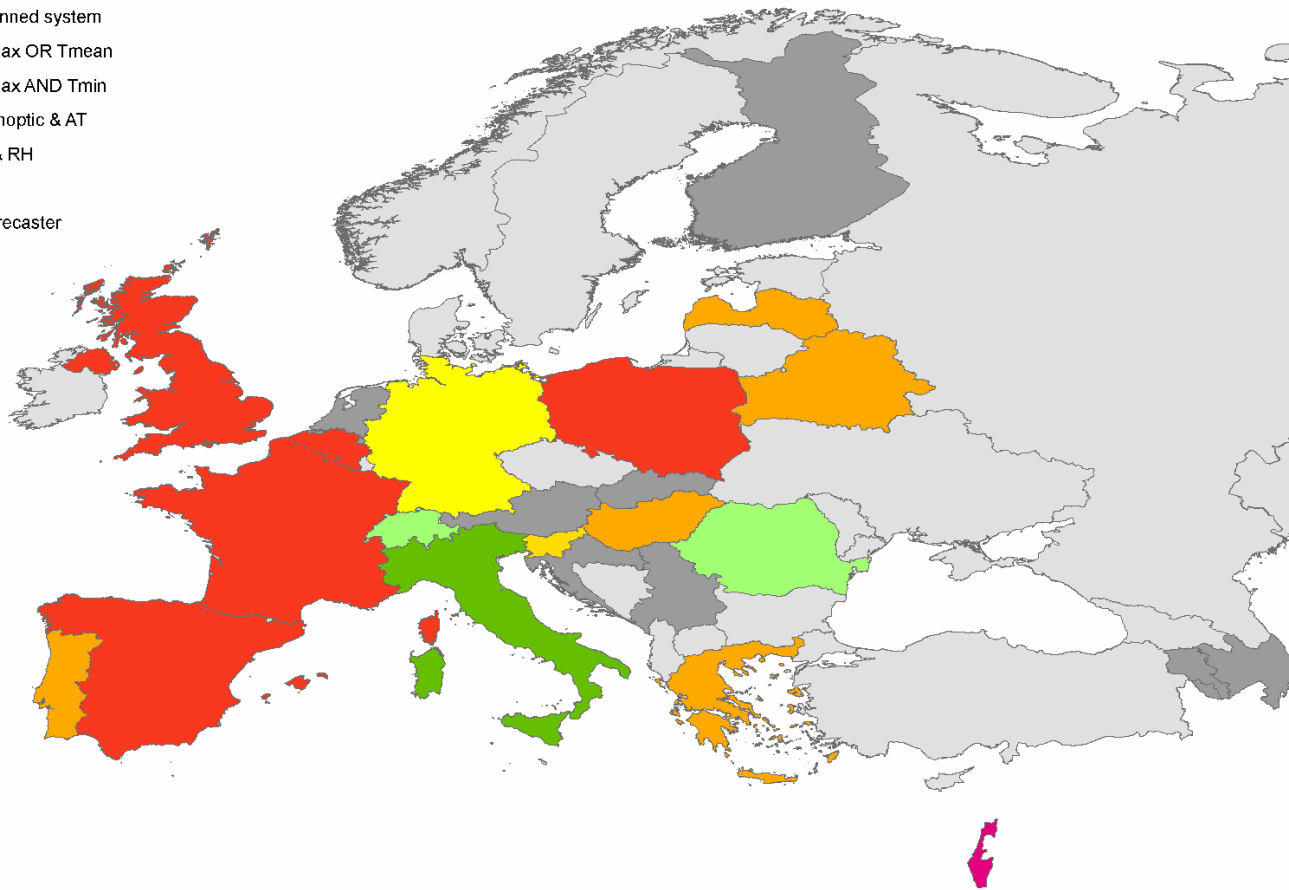 nned system
ax OR Tmean
ax AND Tmin
noptic & AT
& RH
recaster